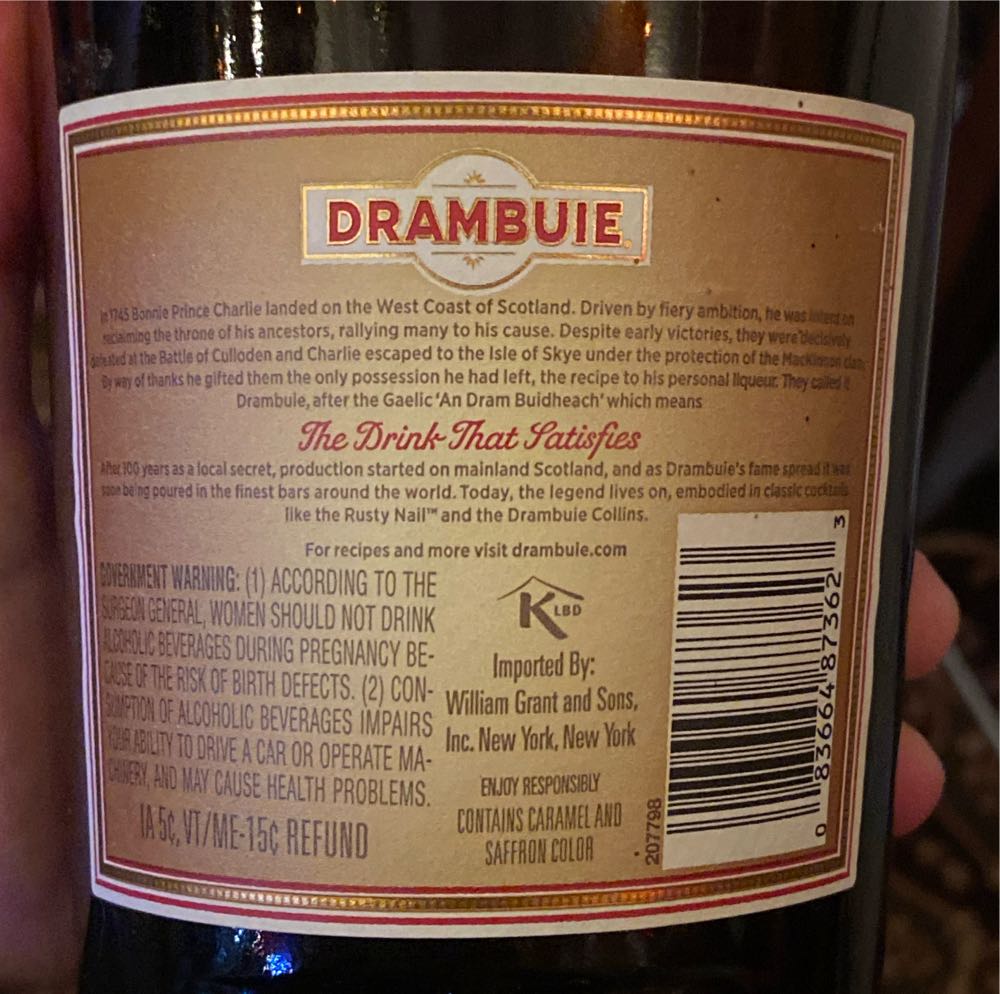 DRAMBUIE®
In 1745 Bonnie Prince Charlie landed on the West Coast of Scotland. Driven by fiery ambition, he was intent on
reclaiming the throne of his ancestors, rallying many to his cause. Despite early victories, they were decisively
defeated at the Battle of Culloden and Charlie escaped to the Isle of Skye under the protection of the MacKinnon clan.
By way of thanks he gifted them the only possession he had left, the recipe to his personal liqueur. They called it
Drambuie, after the Gaelic 'An Dram Buidheach' which means
The Drink That Satisfies
After 100 years as a local secret, production started on mainland Scotland, and as Drambuie's fame spread it was
soon being poured in the finest bars around the world. Today, the legend lives on, embodied in classic cocktails
like the Rusty Nail™ and the Drambuie Collins.
For recipes and more visit drambuie.com
GOVERNMENT WARNING: (1) ACCORDING TO THE
SURGEON GENERAL, WOMEN SHOULD NOT DRINK
ALCOHOLIC BEVERAGES DURING PREGNANCY BE-
CAUSE OF THE RISK OF BIRTH DEFECTS. (2) CON-
SUMPTION OF ALCOHOLIC BEVERAGES IMPAIRS
YOUR ABILITY TO DRIVE A CAR OR OPERATE MA-
CHINERY, AND MAY CAUSE HEALTH PROBLEMS.
IA 5¢, VT/ME-15¢ REFUND
K LBD
Imported By:
William Grant and Sons,
Inc. New York, New York
ENJOY RESPONSIBLY
CONTAINS CARAMEL AND
SAFFRON COLOR
207798
0 83664 87362 3